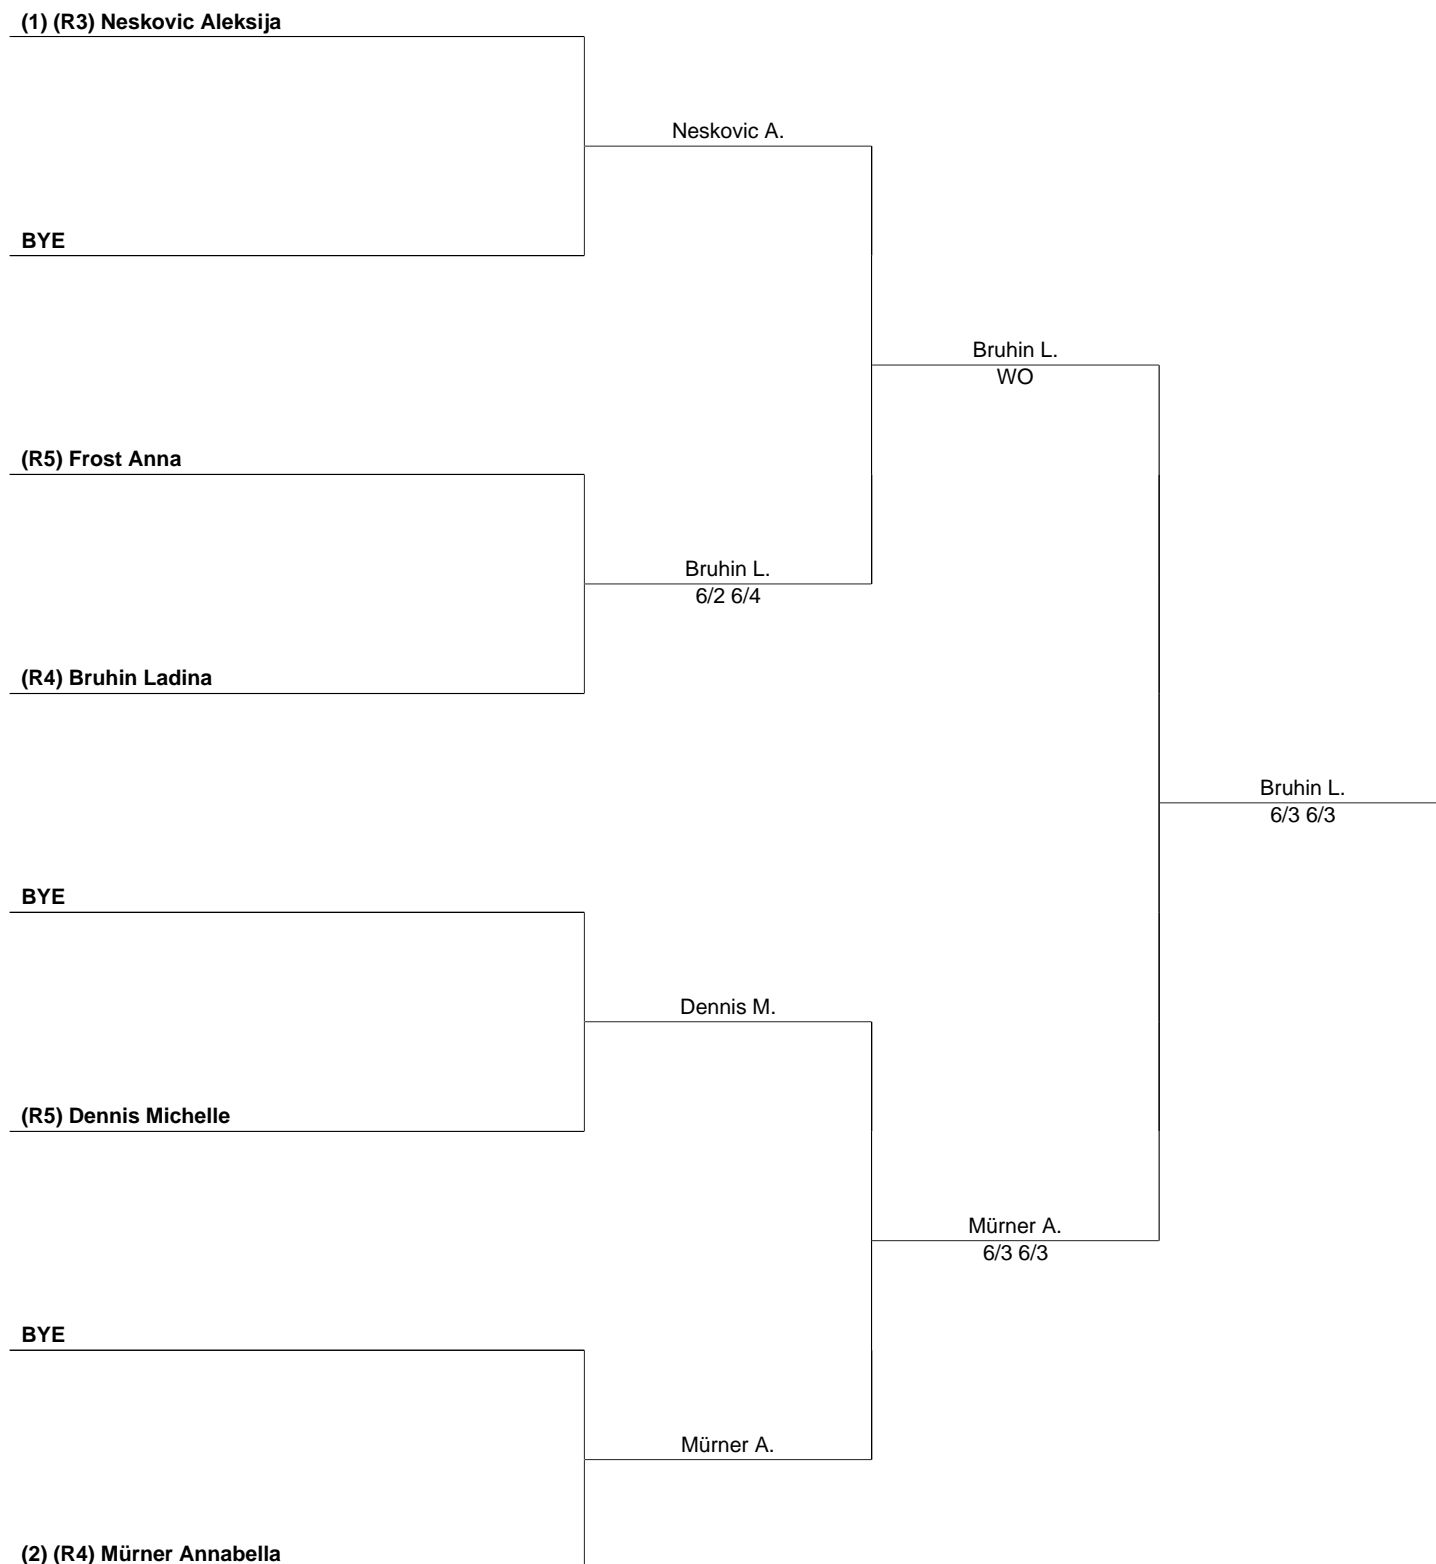 (1) (R3) Neskovic Aleksija
Neskovic A.
BYE
Bruhin L.
WO
(R5) Frost Anna
Bruhin L.
6/2 6/4
(R4) Bruhin Ladina
Bruhin L.
6/3 6/3
BYE
Dennis M.
(R5) Dennis Michelle
Mürner A.
6/3 6/3
BYE
Mürner A.
(2) (R4) Mürner Annabella